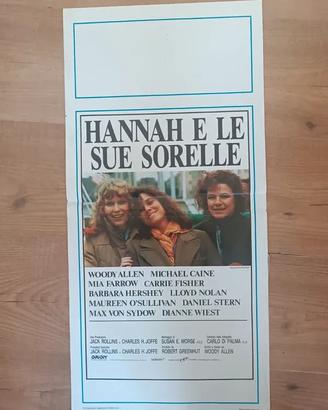 HANNAH E LE
SUE SORELLE
WOODY ALLEN MICHAEL CAINE
MIA FARROW CARRIE FISHER
BARBARA HERSHEY LLOYD NOLAN
MAUREEN O'SULLIVAN DANIEL STERN
MAX VON SYDOW DIANNE WIEST
JACK ROLLINS e CHARLES H. JOFFE SUSAN E. MORSE CARLO DI PALMA
JACK ROLLINS e CHARLES H. JOFFE ROBERT GREENHUT WOODY ALLEN
ORION